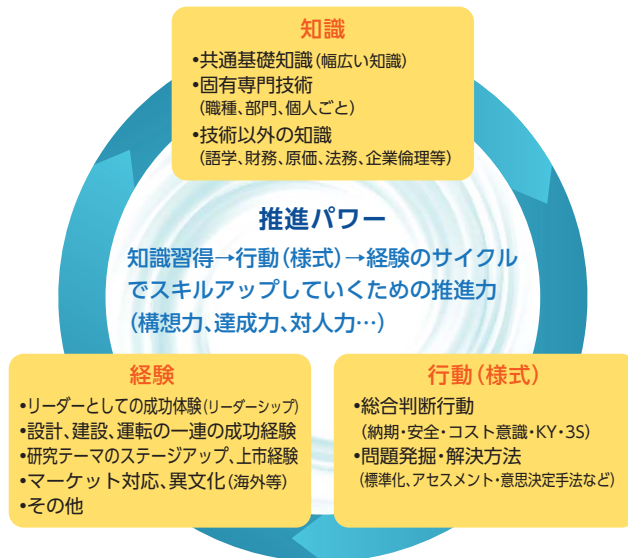 知識
•共通基礎知識(幅広い知識)
•固有専門技術
(職種、部門、個人ごと)
•技術以外の知識
(語学、財務、原価、法務、企業倫理等)
推進パワー
知識習得→行動(様式)→経験のサイクル
でスキルアップしていくための推進力
(構想力、達成力、対人力…)
経験
•リーダーとしての成功体験(リーダーシップ)
•設計、建設、運転の一連の成功経験
•研究テーマのステージアップ、上市経験
•マーケット対応、異文化(海外等)
•その他
行動(様式)
•総合判断行動
(納期・安全・コスト意識・KY・3S)
•問題発掘・解決方法
(標準化、アセスメント・意思決定手法など)